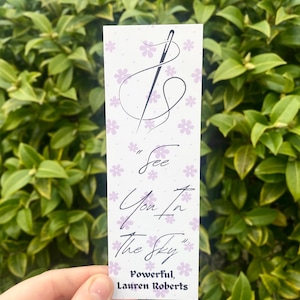 "See
You In
The Sky"
Powerful,
Lauren Roberts